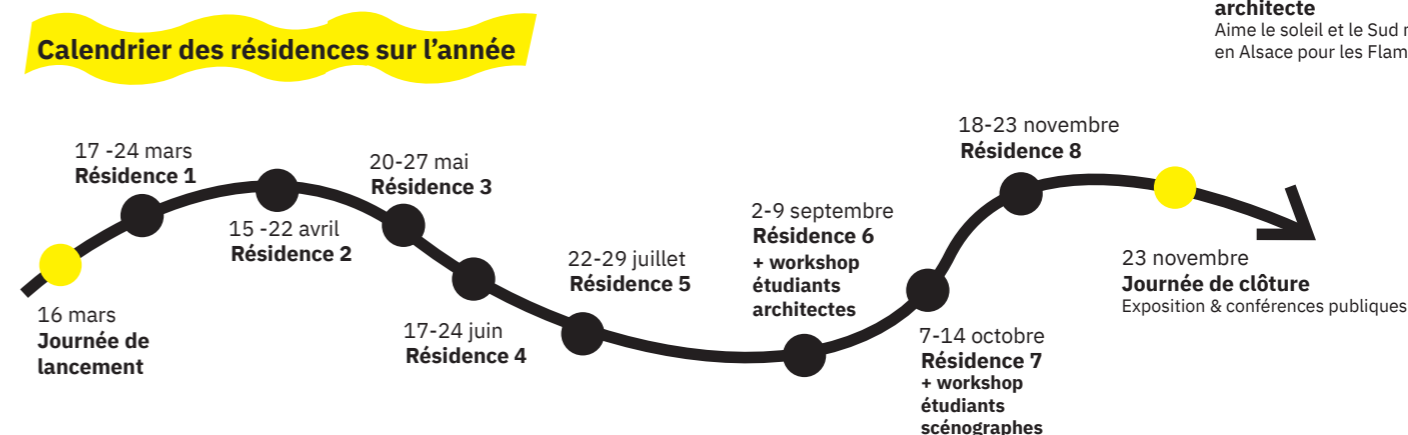 architecte
Aime le soleil et le Sud
en Alsace pour les
Calendrier des résidences sur l’année
17 -24 mars
Résidence 1
15 -22 avril
Résidence 2
20-27 mai
Résidence 3
17-24 juin
Résidence 4
22-29 juillet
Résidence 5
2-9 septembre
Résidence 6
+ workshop
étudiants
architectes
7-14 octobre
Résidence 7
+ workshop
étudiants
scénographes
18-23 novembre
Résidence 8
23 novembre
Journée de clôture
Exposition & conférences publiques
16 mars
Journée de
lancement